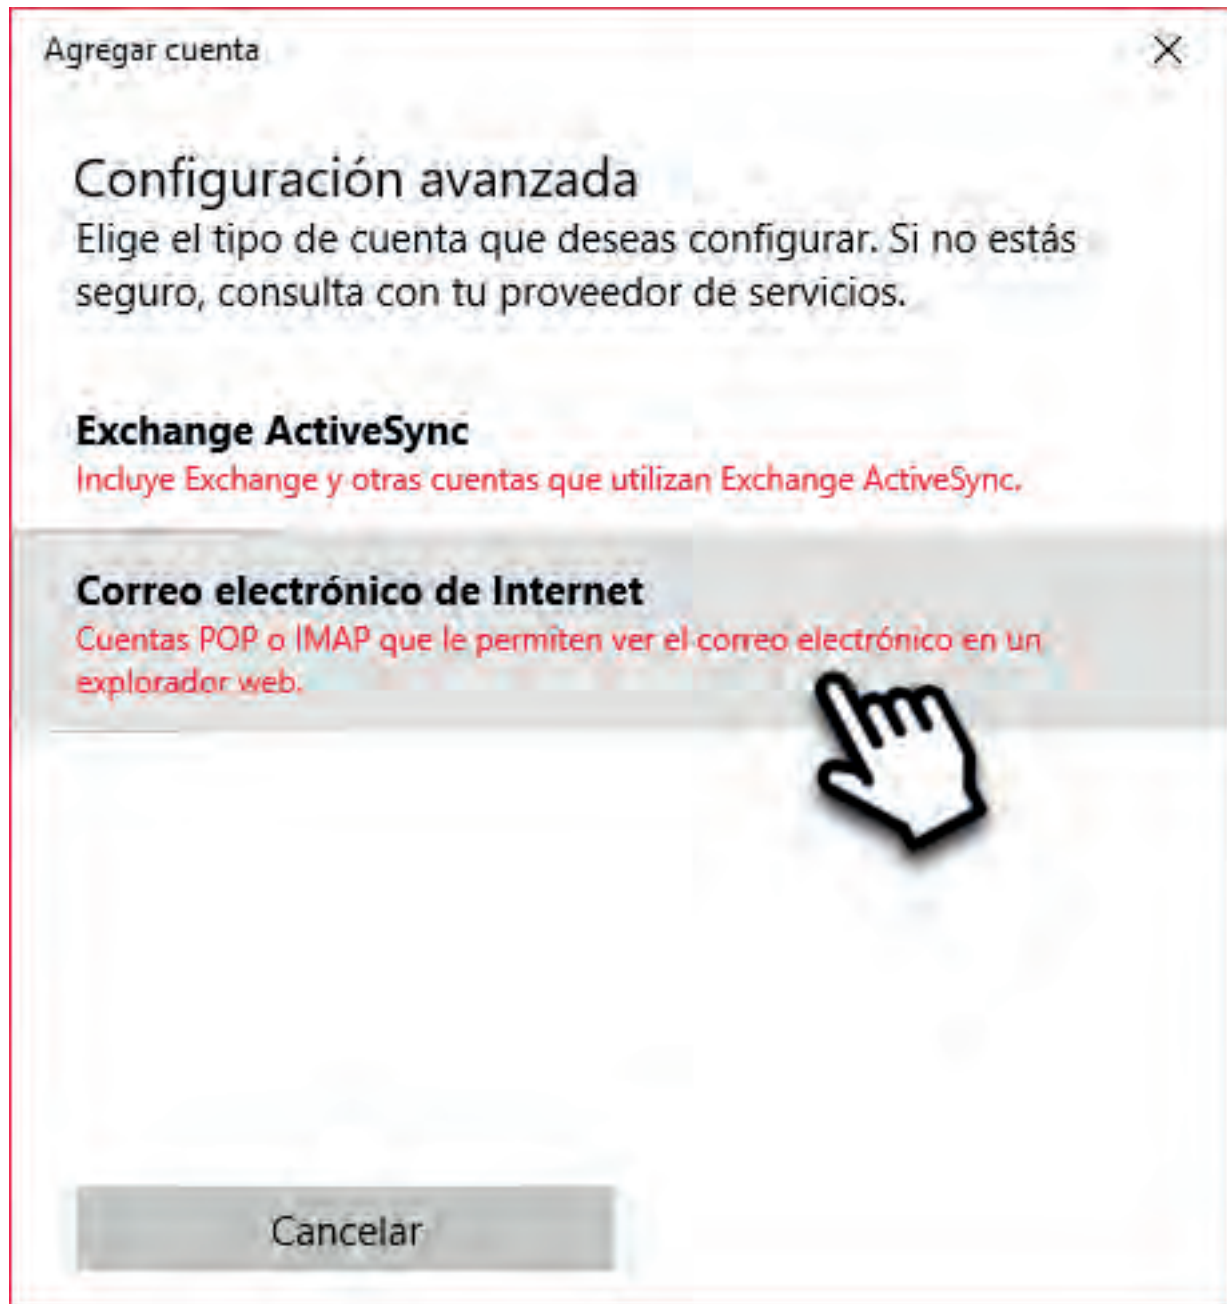 Agregar cuenta
Configuración avanzada
Elige el tipo de cuenta que deseas configurar. Si no estás
seguro, consulta con tu proveedor de servicios.
Exchange ActiveSync
Incluye Exchange y otras cuentas que utilizan Exchange ActiveSync.
Correo electrónico de Internet
Cuentas POP o IMAP que le permiten ver el correo electrónico en un
explorador web.
Cancelar